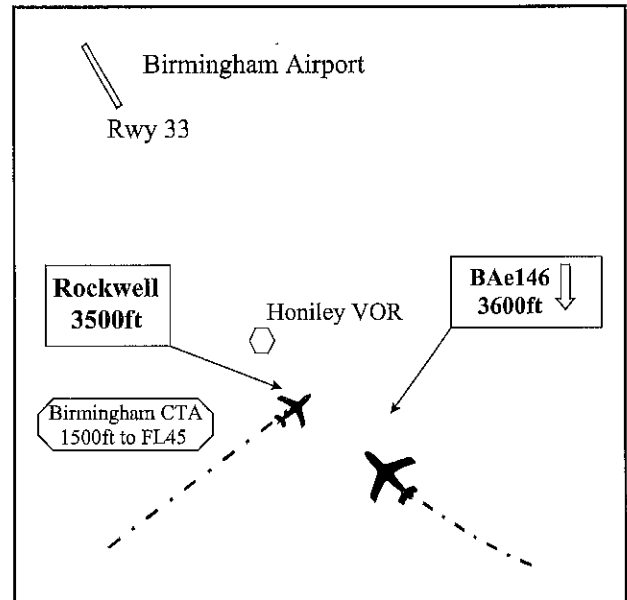 Birmingham Airport
Rwy 33
Rockwell
3500ft
BAe146
3600ft
Honiley VOR
Birmingham CTA
1500ft to FL45